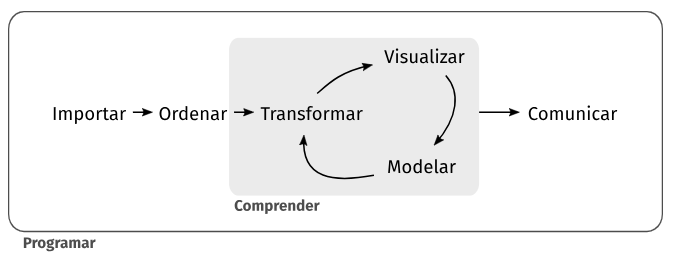 Visualizar
Importar Ordenar Transformar Comunicar
Modelar
Comprender
Programar